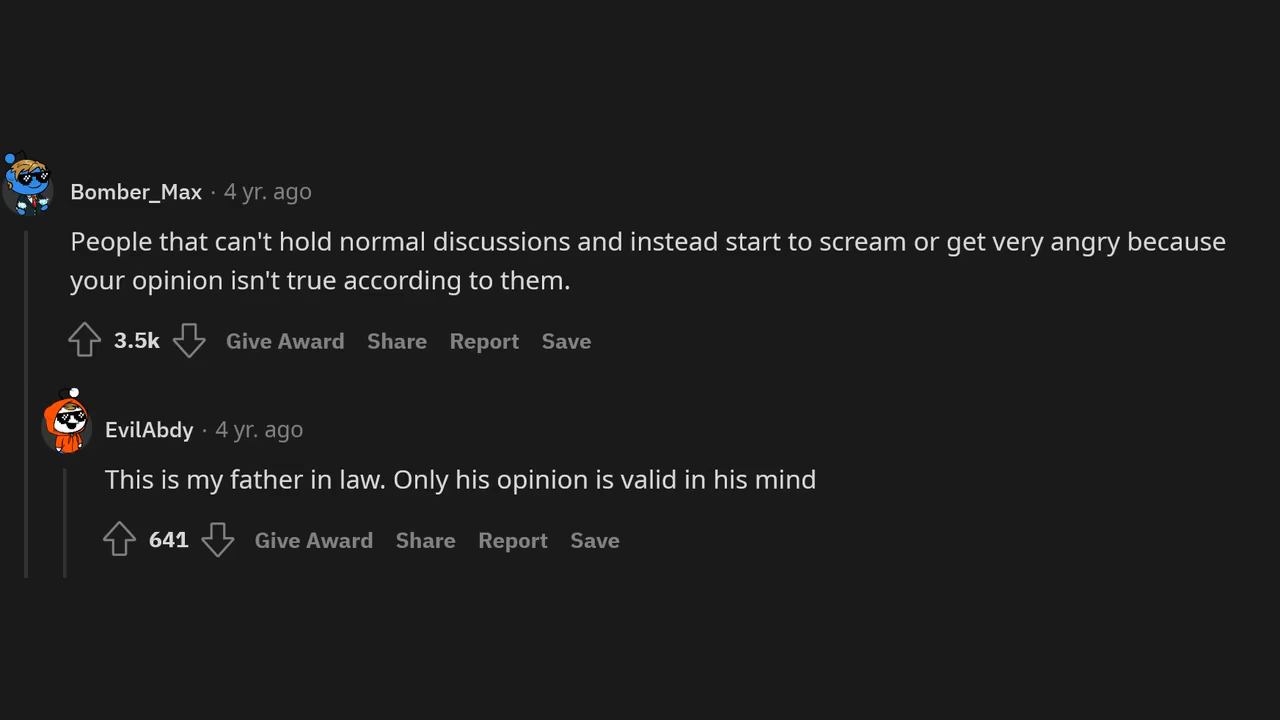 Bomber_Max · 4 yr. ago
People that can't hold normal discussions and instead start to scream or get very angry because
your opinion isn't true according to them.
3.5k Give Award Share Report Save
EvilAbdy · 4 yr. ago
This is my father in law. Only his opinion is valid in his mind
641 Give Award Share Report Save